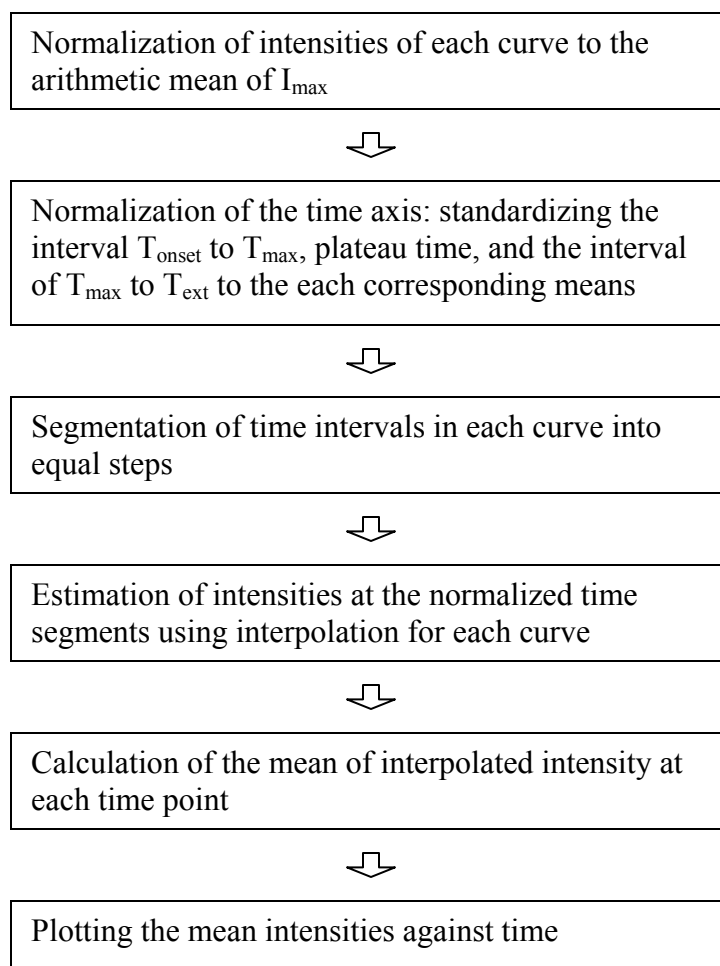 Normalization of intensities of each curve to the
arithmetic mean of Imax
Normalization of the time axis: standardizing the
interval Tonset to Tmax, plateau time, and the interval
of Tmax to Text to the each corresponding means
Segmentation of time intervals in each curve into
equal steps
Estimation of intensities at the normalized time
segments using interpolation for each curve
Calculation of the mean of interpolated intensity at
each time point
Plotting the mean intensities against time